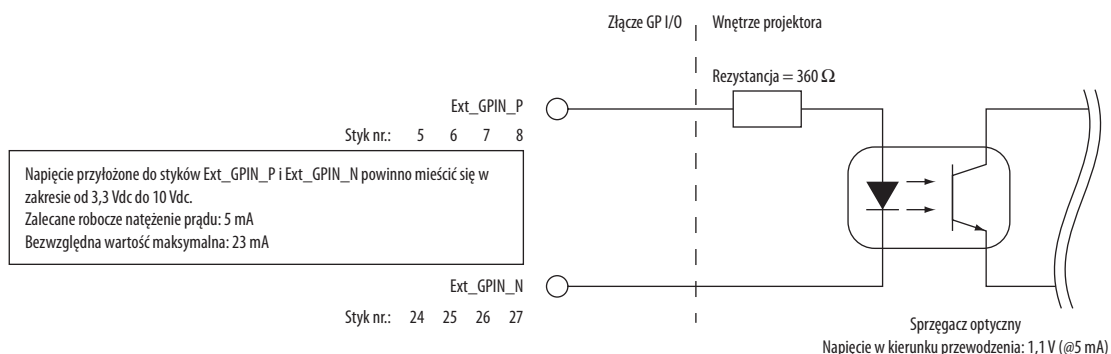 Złącze GP I/O
Wnętrze projektora
Rezystancja = 360 Ω
Ext_GPIN_P
Styk nr.: 5 6 7 8
Napięcie przyłożone do styków Ext_GPIN_P i Ext_GPIN_N powinno mieścić się w
zakresie od 3,3 Vdc do 10 Vdc.
Zalecane robocze natężenie prądu: 5 mA
Bezwzględna wartość maksymalna: 23 mA
Ext_GPIN_N
Styk nr.: 24 25 26 27
Sprzęgacz optyczny
Napięcie w kierunku przewodzenia: 1,1 V (@5 mA)